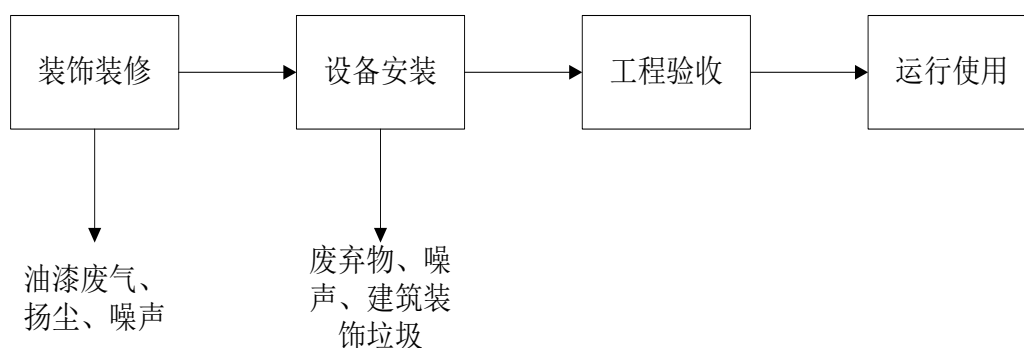 装饰装修
设备安装
工程验收
运行使用
油漆废气、
扬尘、噪声
废弃物、噪
声、建筑装
饰垃圾